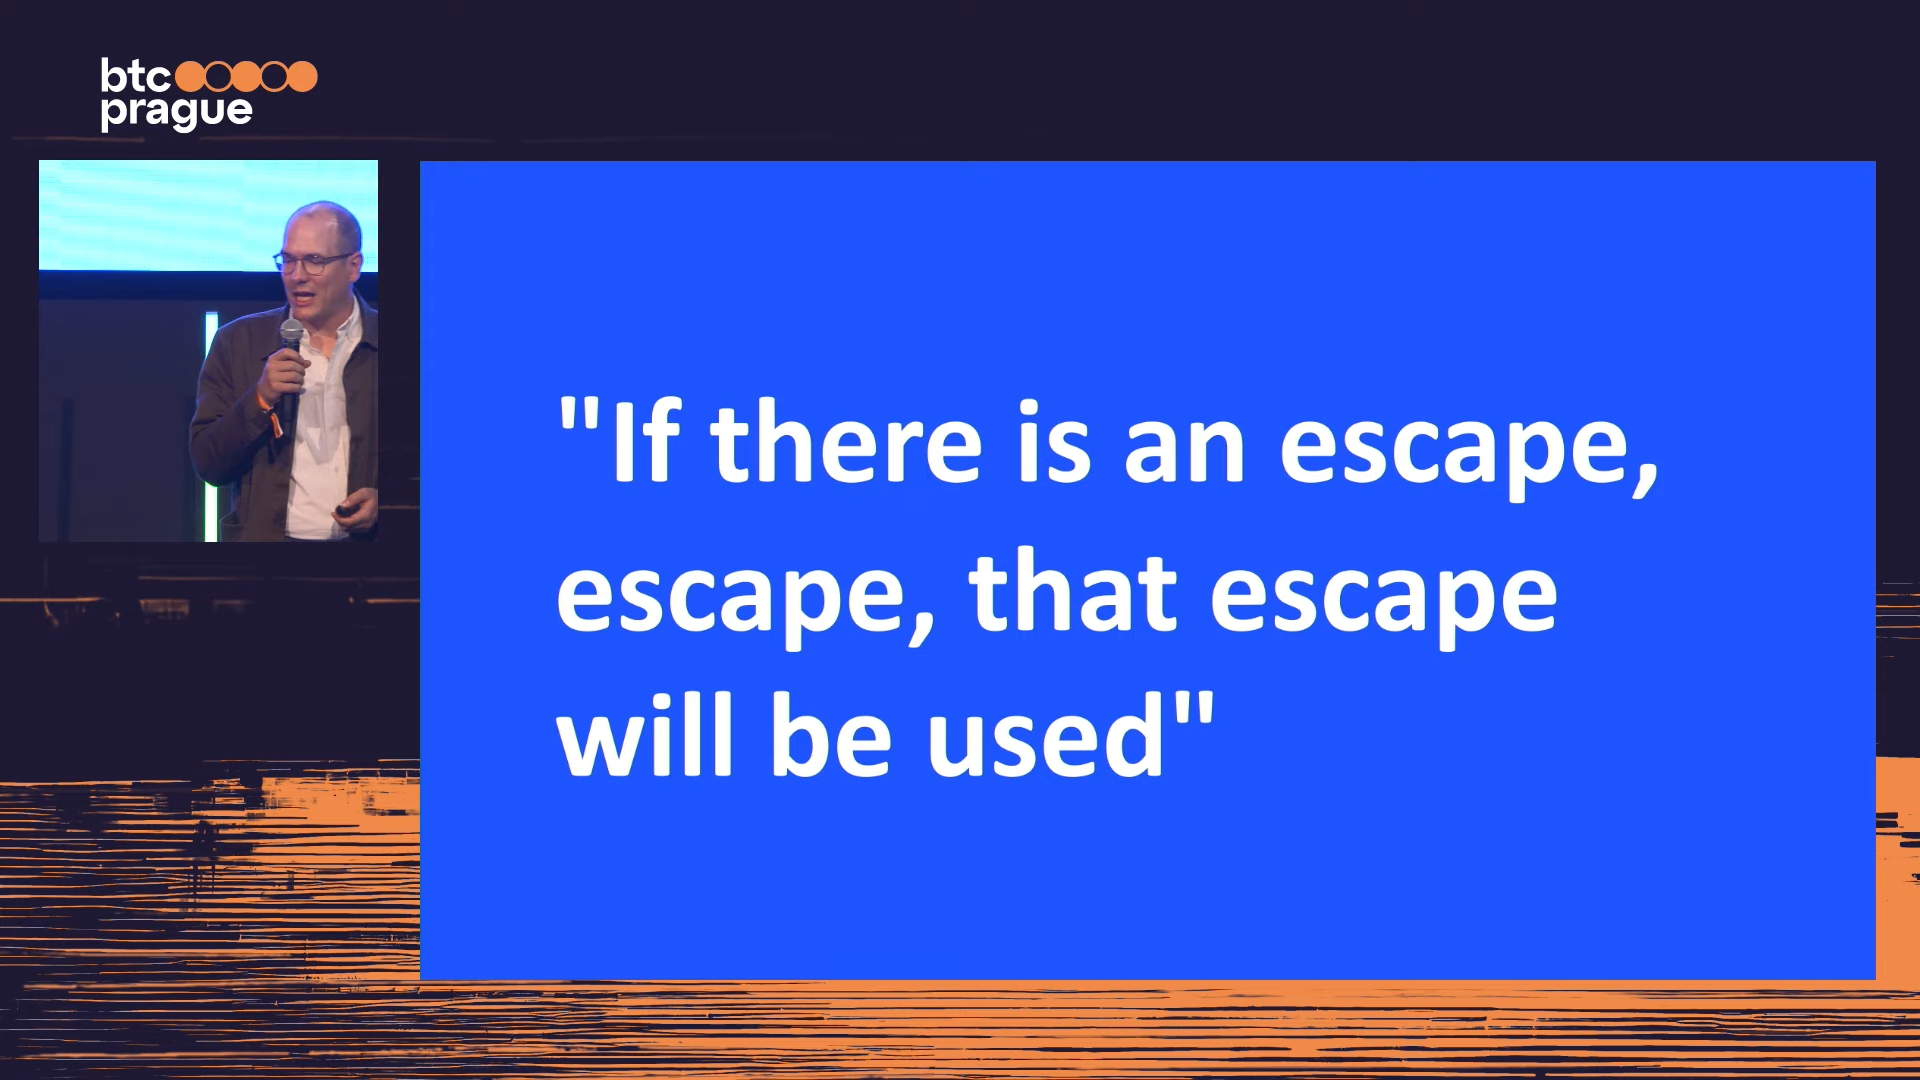 btc
prague
"If there is an escape,
escape, that escape
will be used"